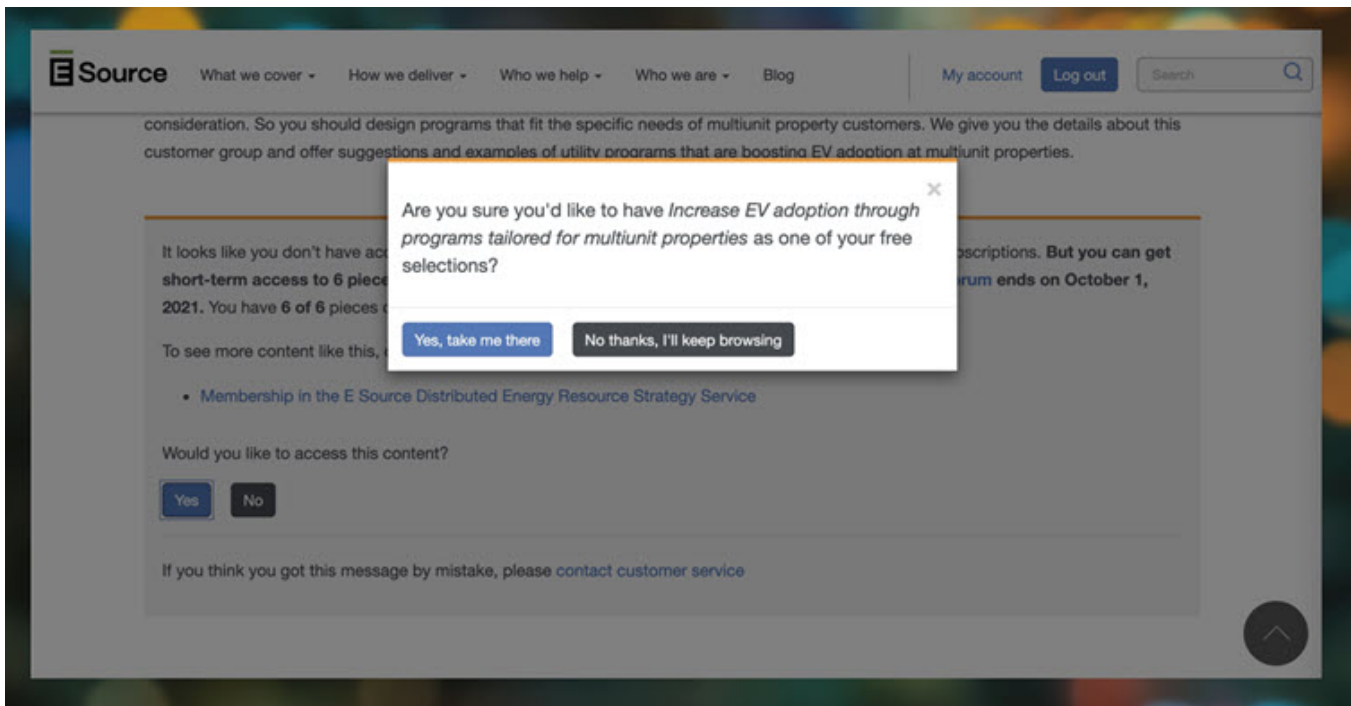 E Source
What we cover
How we deliver
Who we help
Who we are
Blog
My account
Log out
Search
consideration. So you should design programs that fit the specific needs of multiunit property customers. We give you the details about this
customer group and offer suggestions and examples of utility programs that are boosting EV adoption at multiunit properties.
Are you sure you'd like to have Increase EV adoption through
programs tailored for multiunit properties as one of your free
selections?
×
Yes, take me there
No thanks, I'll keep browsing
It looks like you don't have scriptions. But you can get
short-term access to 6 ends on October 1,
2021. You have 6 of 6 pieces
To see more content like this,
• Membership in the E Source Distributed Energy Resource Strategy Service
Would you like to access this content?
Yes
No
If you think you got this message by mistake, please contact customer service